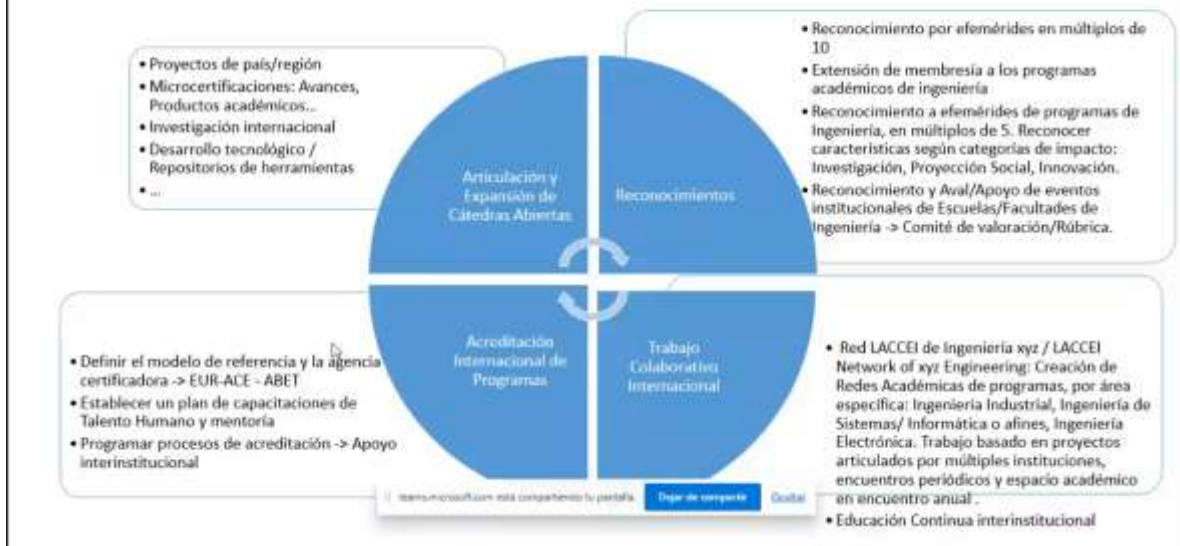 • Proyectos de país/región
• Microcertificaciones: Avances,
Productos académicos...
• Investigación internacional
• Desarrollo tecnológico /
Repositorios de herramientas
• ...
Articulación y
Expansión de
Cátedras Abiertas
Reconocimientos
• Reconocimiento por efemérides en múltiplos de
10
• Extensión de membresía a los programas
académicos de ingeniería
• Reconocimiento a efemérides de programas de
Ingeniería, en múltiplos de 5. Reconocer
características según categorías de impacto:
Investigación, Proyección Social, Innovación.
• Reconocimiento y Aval/Apoyo de eventos
institucionales de Escuelas/Facultades de
Ingeniería -> Comité de valoración/Rúbrica.
• Definir el modelo de referencia y la agencia
certificadora -> EUR-ACE - ABET
• Establecer un plan de capacitaciones de
Talento Humano y mentoría
• Programar procesos de acreditación -> Apoyo
interinstitucional
Acreditación
Internacional de
Programas
Trabajo
Colaborativo
Internacional
• Red LACCEI de Ingeniería xyz / LACCEI
Network of xyz Engineering: Creación de
Redes Académicas de programas, por área
específica: Ingeniería Industrial, Ingeniería de
Sistemas/ Informática o afines, Ingeniería
Electrónica. Trabajo basado en proyectos
articulados por múltiples instituciones,
encuentros periódicos y espacio académico
en encuentro anual .
• Educación Continua interinstitucional
teams.microsoft.com está compartiendo tu pantalla. Dejar de compartir Ocultar